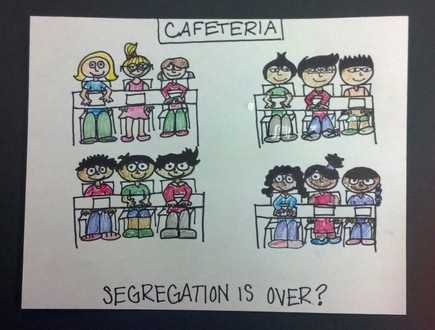 CAFETERIA
SEGREGATION IS OVER?